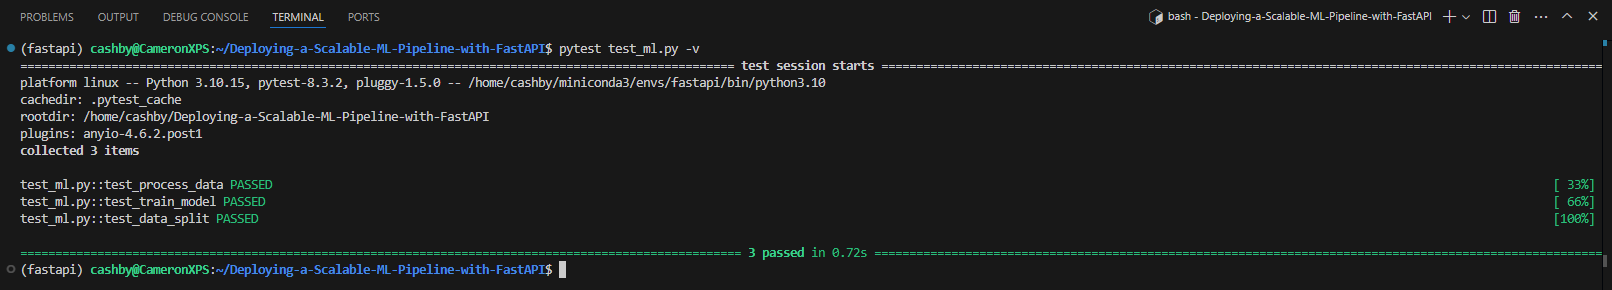 PROBLEMS OUTPUT DEBUG CONSOLE TERMINAL PORTS bash - Deploying-a-Scalable-ML-Pipeline-with-FastAPI
(fastapi) cashby@CameronXPS:~/Deploying-a-Scalable-ML-Pipeline-with-FastAPI$ pytest test_ml.py -v
=== test session starts ===
platform linux -- Python 3.10.15, pytest-8.3.2, pluggy-1.5.0 -- /home/cashby/miniconda3/envs/fastapi/bin/python3.10
cachedir: .pytest_cache
rootdir: /home/cashby/Deploying-a-Scalable-ML-Pipeline-with-FastAPI
plugins: anyio-4.6.2.post1
collected 3 items
test_ml.py::test_process_data PASSED [ 33%]
test_ml.py::test_train_model PASSED [ 66%]
test_ml.py::test_data_split PASSED [100%]
=== 3 passed in 0.72s ===
(fastapi) cashby@CameronXPS:~/Deploying-a-Scalable-ML-Pipeline-with-FastAPI$